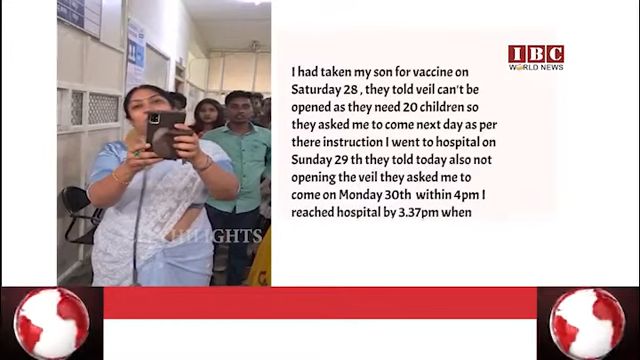 IBC
WORLD NEWS
I had taken my son for vaccine on
Saturday 28 , they told veil can't be
opened as they need 20 children so
they asked me to come next day as per
there instruction I went to hospital on
Sunday 29 th they told today also not
opening the veil they asked me to
come on Monday 30th within 4pm I
reached hospital by 3.37pm when